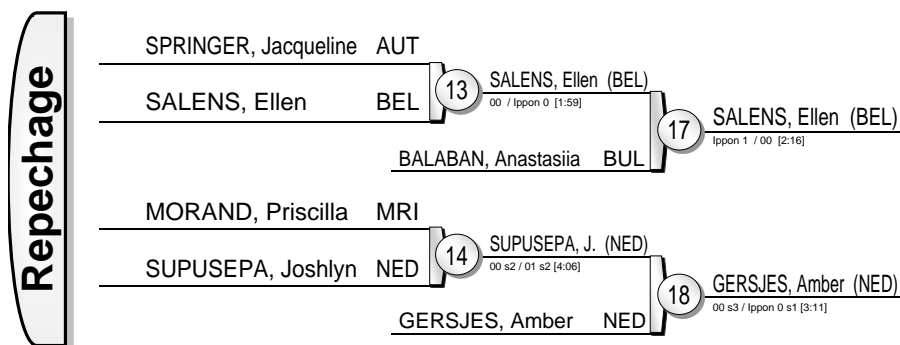 Repechage
SPRINGER, Jacqueline AUT
SALENS, Ellen BEL
13
SALENS, Ellen (BEL)
00 / Ippon 0 [1:59]
BALABAN, Anastasiia BUL
17
SALENS, Ellen (BEL)
Ippon 1 / 00 [2:16]
MORAND, Priscilla MRI
SUPUSEPA, Joshlyn NED
14
SUPUSEPA, J. (NED)
00 s2 / 01 s2 [4:06]
GERSJES, Amber NED
18
GERSJES, Amber (NED)
00 s3 / Ippon 0 s1 [3:11]